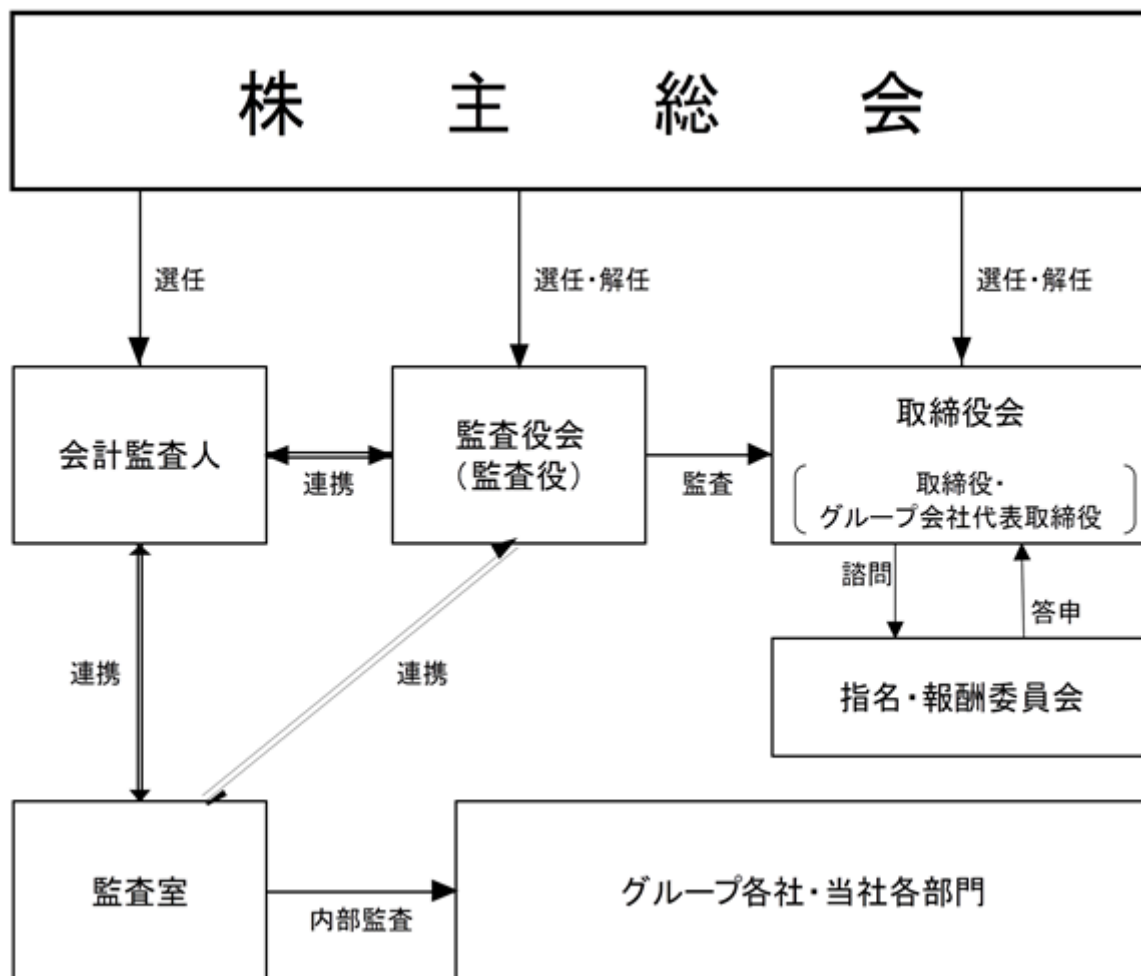 株主総会
選任
選任・解任
選任・解任
会計監査人
連携
監査役会
（監査役）
監査
取締役会
取締役・
グループ会社代表取締役
諮問
答申
連携
連携
指名・報酬委員会
監査室
内部監査
グループ各社・当社各部門